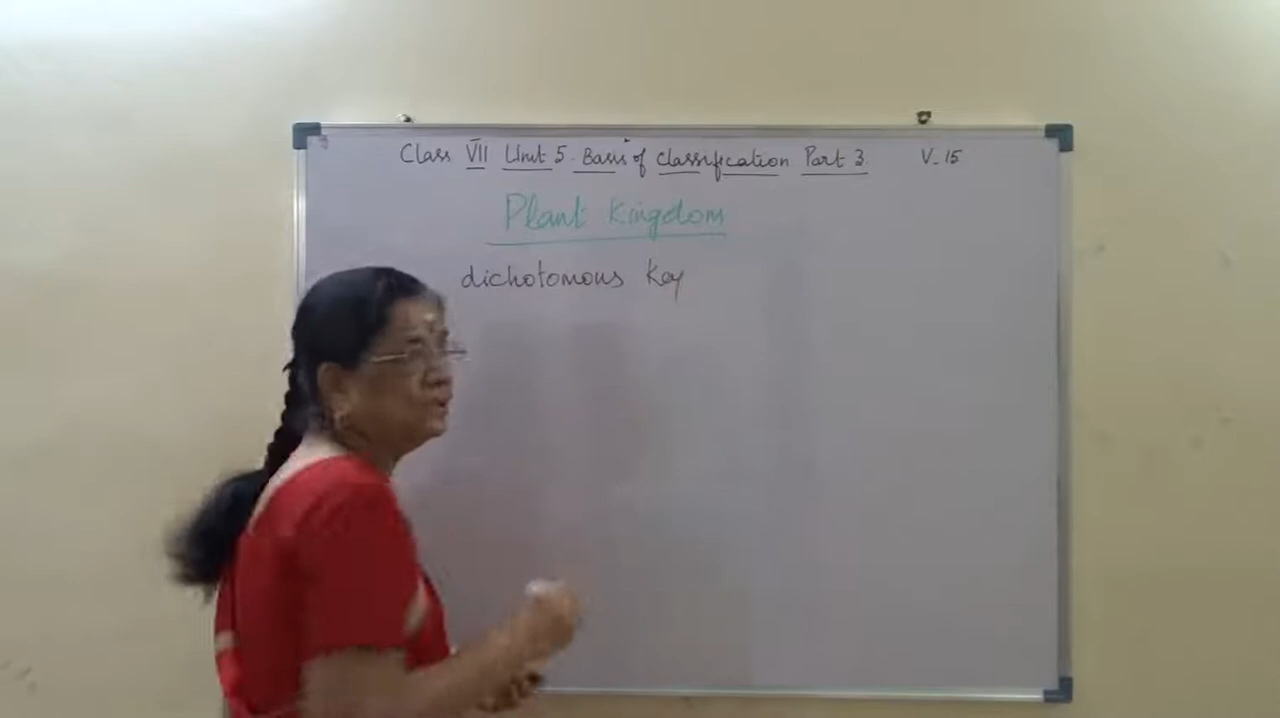 Class VII Unit 5. Basis of classification Part 3. V-15
Plant Kingdom
dichotomous Key